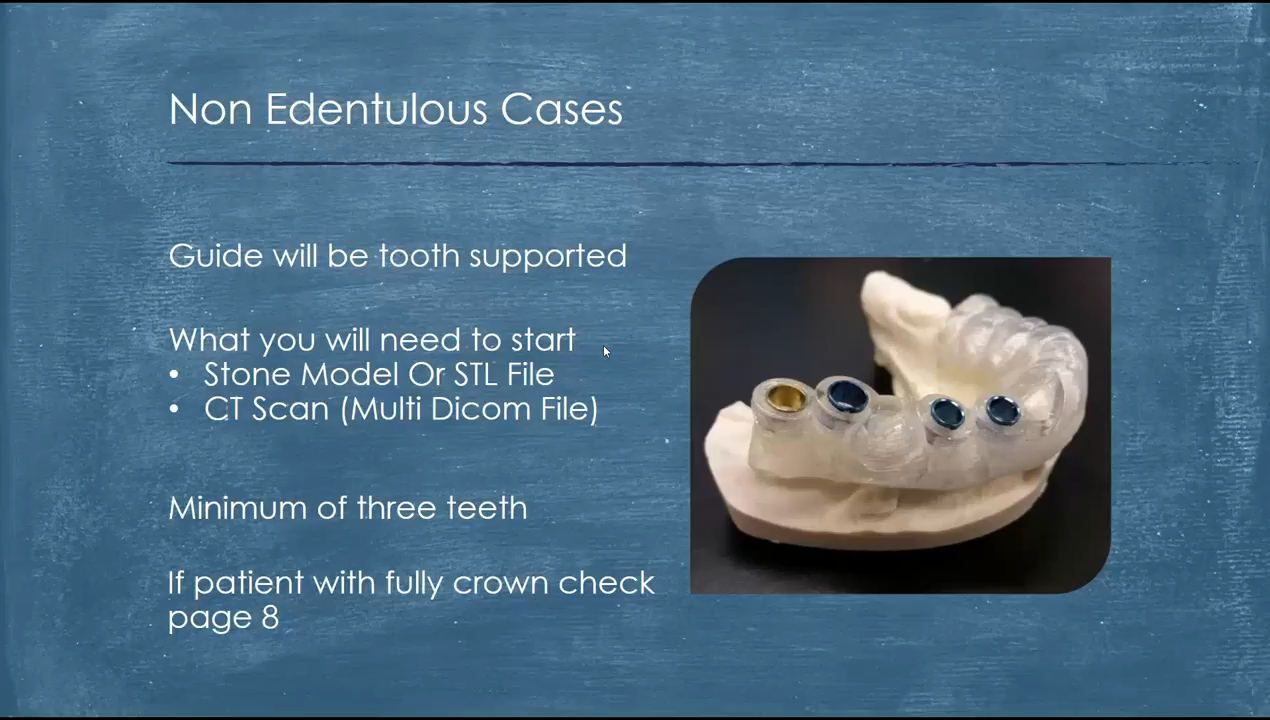 Non Edentulous Cases
Guide will be tooth supported
What you will need to start
• Stone Model Or STL File
• CT Scan (Multi Dicom File)
Minimum of three teeth
If patient with fully crown check
page 8